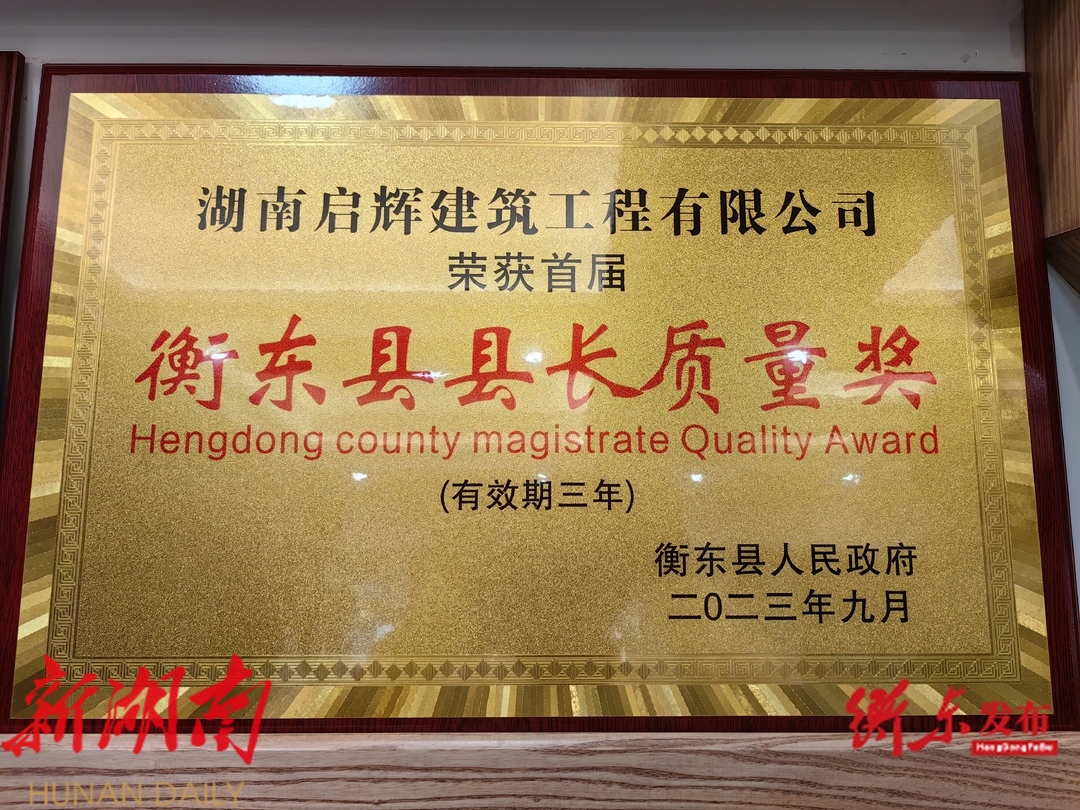 湖南启辉建筑工程有限公司
荣获首届
衡东县县长质量奖
Hengdong county magistrate Quality Award
(有效期三年)
衡东县人民政府
二0二三年九月
新湖南
HUNAN DAILY
衡东发布
HengDongFaBu